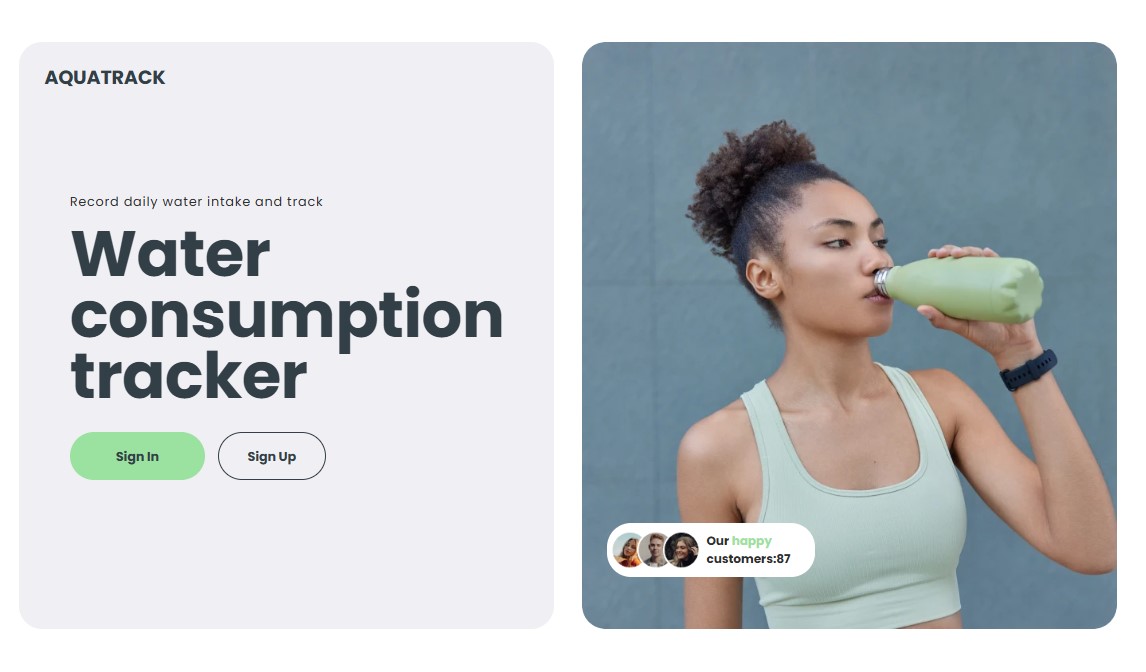 AQUATRACK
Record daily water intake and track
Water
consumption
tracker
Sign In
Sign Up
Our happy
customers:87